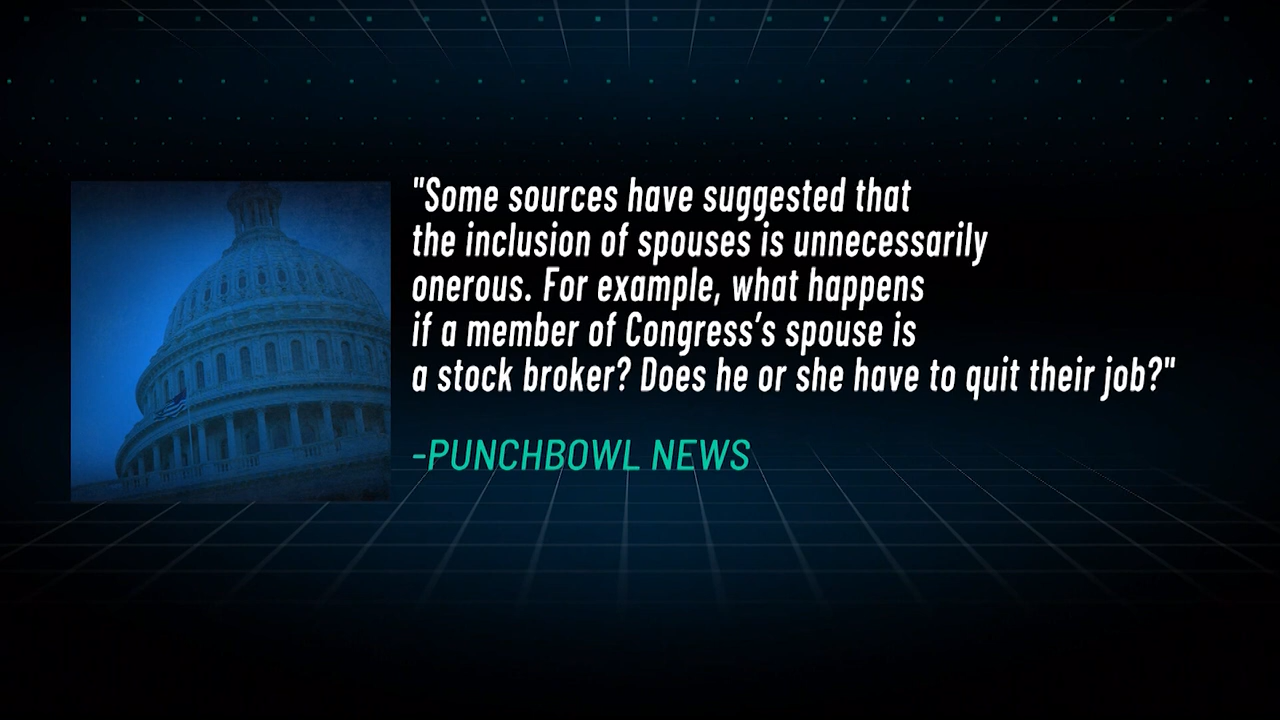 "Some sources have suggested that
the inclusion of spouses is unnecessarily
onerous. For example, what happens
if a member of Congress’s spouse is
a stock broker? Does he or she have to quit their job?"
-PUNCHBOWL NEWS